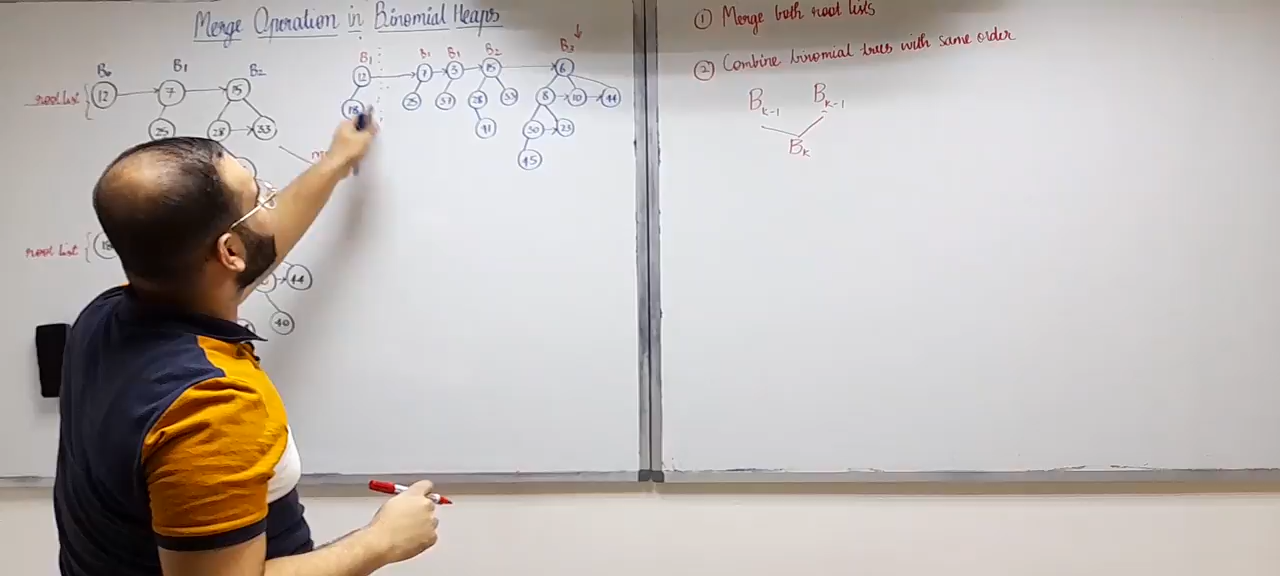 Merge Operation in Binomial Heaps
B₀ B₁ B₂
root list { 12 7 15
25 28 33
root list {
44
40
B₁ B₁ B₁ B₂ B₃
12 7 3 15 6
18 25 37 28 33 8 10 44
41 30 23
45
① Merge both root lists
② Combine binomial trees with same order
Bₖ₋₁ Bₖ₋₁
Bₖ